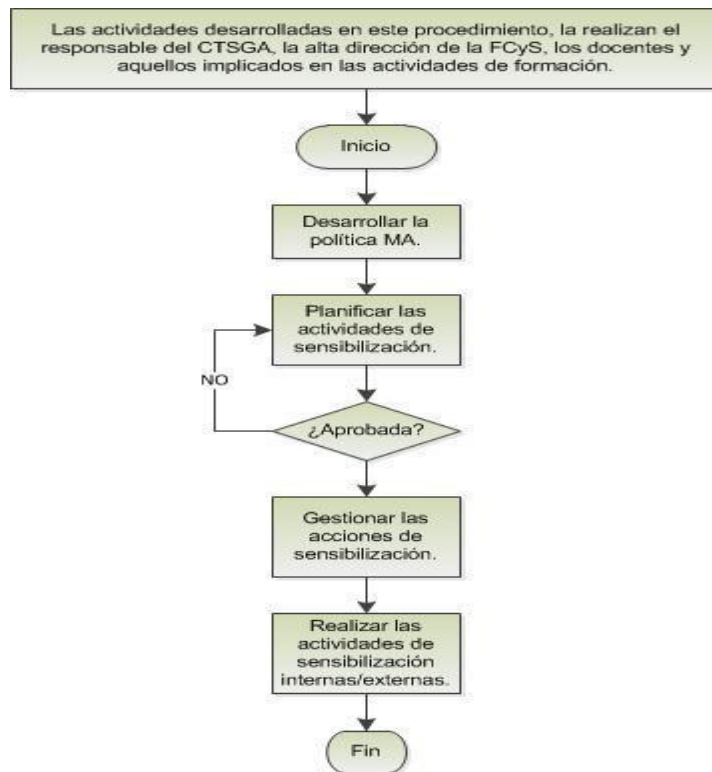 Las actividades desarrolladas en este procedimiento, la realizan el
responsable del CTSGA, la alta dirección de la FCyS, los docentes y
aquellos implicados en las actividades de formación.
Inicio
Desarrollar la
política MA.
Planificar las
actividades de
sensibilización.
NO
¿Aprobada?
Gestionar las
acciones de
sensibilización.
Realizar las
actividades de
sensibilización
internas/externas.
Fin